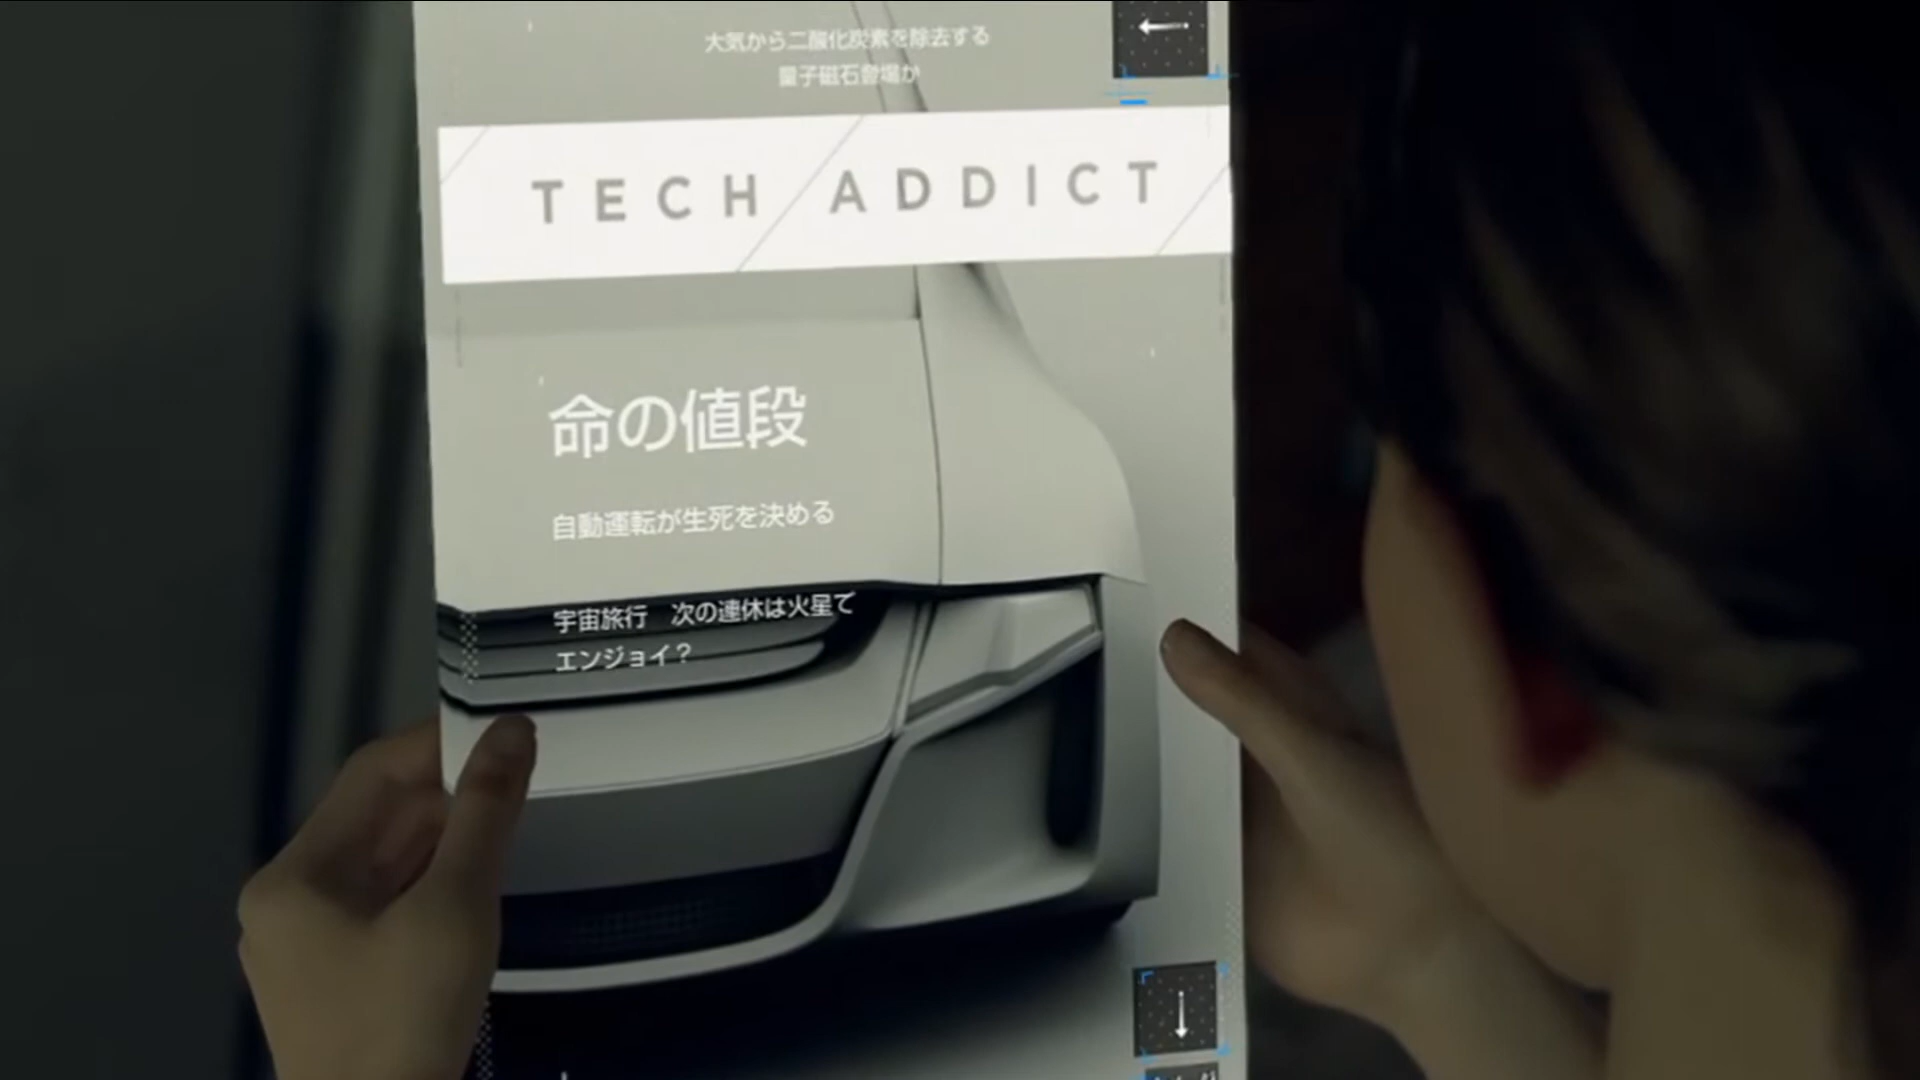 大気から二酸化炭素を除去する
量子磁石登場か
TECH ADDICT
命の値段
自動運転が生死を決める
宇宙旅行　次の連休は火星で
エンジョイ？